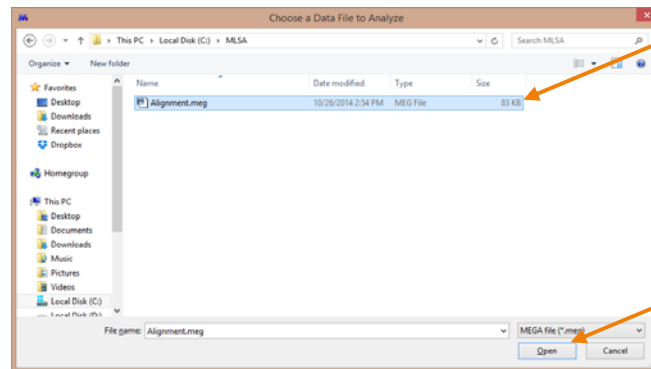 Choose a Data File to Analyze
This PC › Local Disk (C:) › MLSA
Search MLSA
Organize
New folder
Name
Date modified
Type
Size
Alignment.meg
10/26/2014 2:54 PM
MEG File
83 KB
Favorites
Desktop
Downloads
Recent places
Dropbox
Homegroup
This PC
Desktop
Documents
Downloads
Music
Pictures
Videos
Local Disk (C:)
Local Disk (D:)
File name: Alignment.meg
MEGA file (*.meg)
Open
Cancel